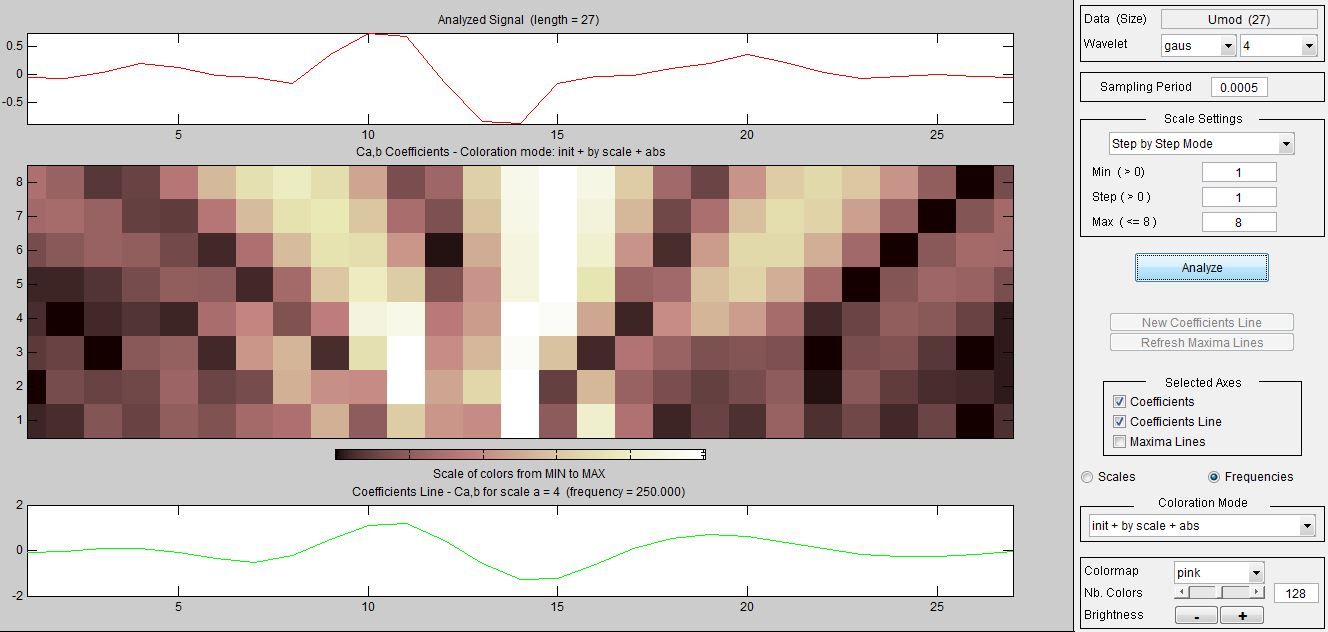 Analyzed Signal (length = 27)
0.5
0
-0.5
5 10 15 20 25
Ca,b Coefficients - Coloration mode: init + by scale + abs
8
7
6
5
4
3
2
1
Scale of colors from MIN to MAX
Coefficients Line - Ca,b for scale a = 4 (frequency = 250.000)
2
0
-2
5 10 15 20 25
Data (Size) Umod (27)
Wavelet gaus 4
Sampling Period 0.0005
Scale Settings
Step by Step Mode
Min ( > 0) 1
Step ( > 0 ) 1
Max ( <= 8 ) 8
Analyze
New Coefficients Line
Refresh Maxima Lines
Selected Axes
Coefficients
Coefficients Line
Maxima Lines
Scales Frequencies
Coloration Mode
init + by scale + abs
Colormap pink
Nb. Colors 128
Brightness - +